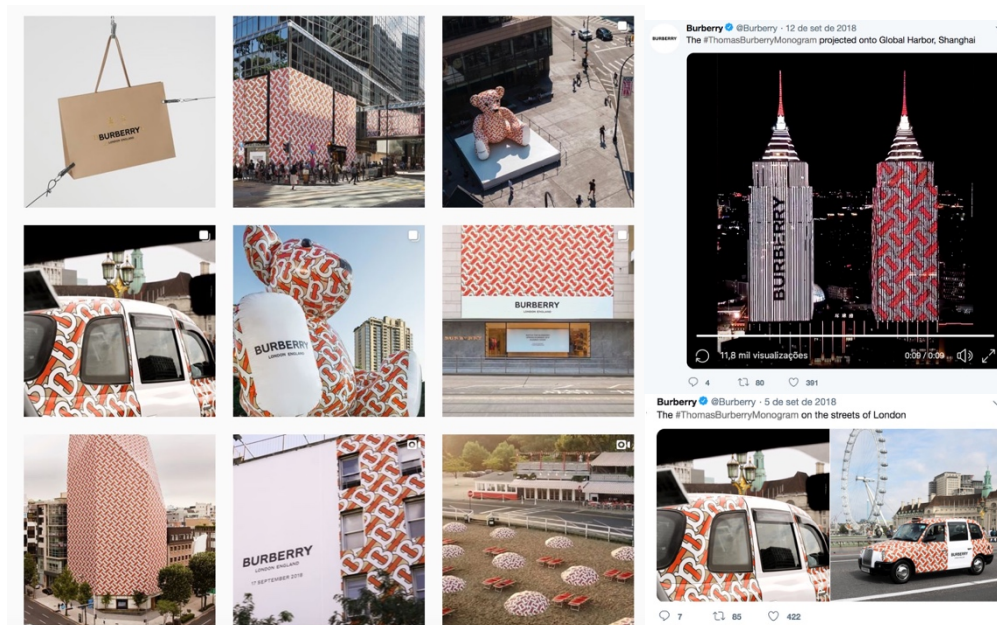 BURBERRY
LONDON ENGLAND
BURBERRY
LONDON ENGLAND
BURBERRY
LONDON ENGLAND
BURBERRY
LONDON ENGLAND
17 SEPTEMBER 2018
BURBERRY
Burberry @Burberry · 12 de set de 2018
The #ThomasBurberryMonogram projected onto Global Harbor, Shanghai
BURBERRY
11,8 mil visualizações
0:09 / 0:09
4 80 391
Burberry @Burberry · 5 de set de 2018
The #ThomasBurberryMonogram on the streets of London
BURBERRY
7 85 422